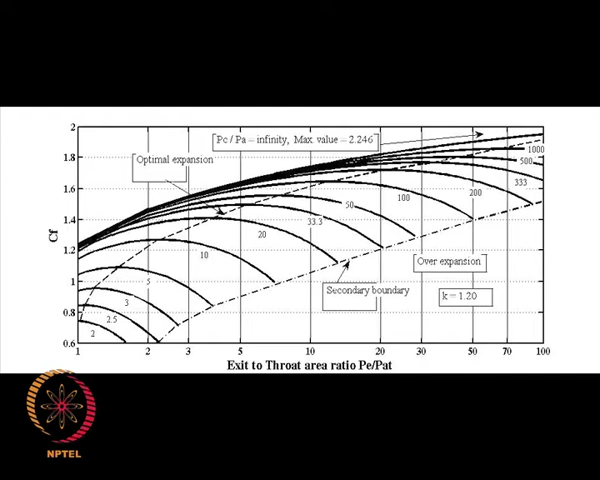 2
Pc / Pa = infinity, Max value = 2.246
1000
1.8
Optimal expansion
500
333
1.6
200
100
50
1.4
33.3
Cf
20
1.2
10
Over expansion
1
5
Secondary boundary
k = 1.20
0.8
3
2.5
2
0.6
1 2 3 5 10 20 30 50 70 100
Exit to Throat area ratio Pe/Pat
NPTEL